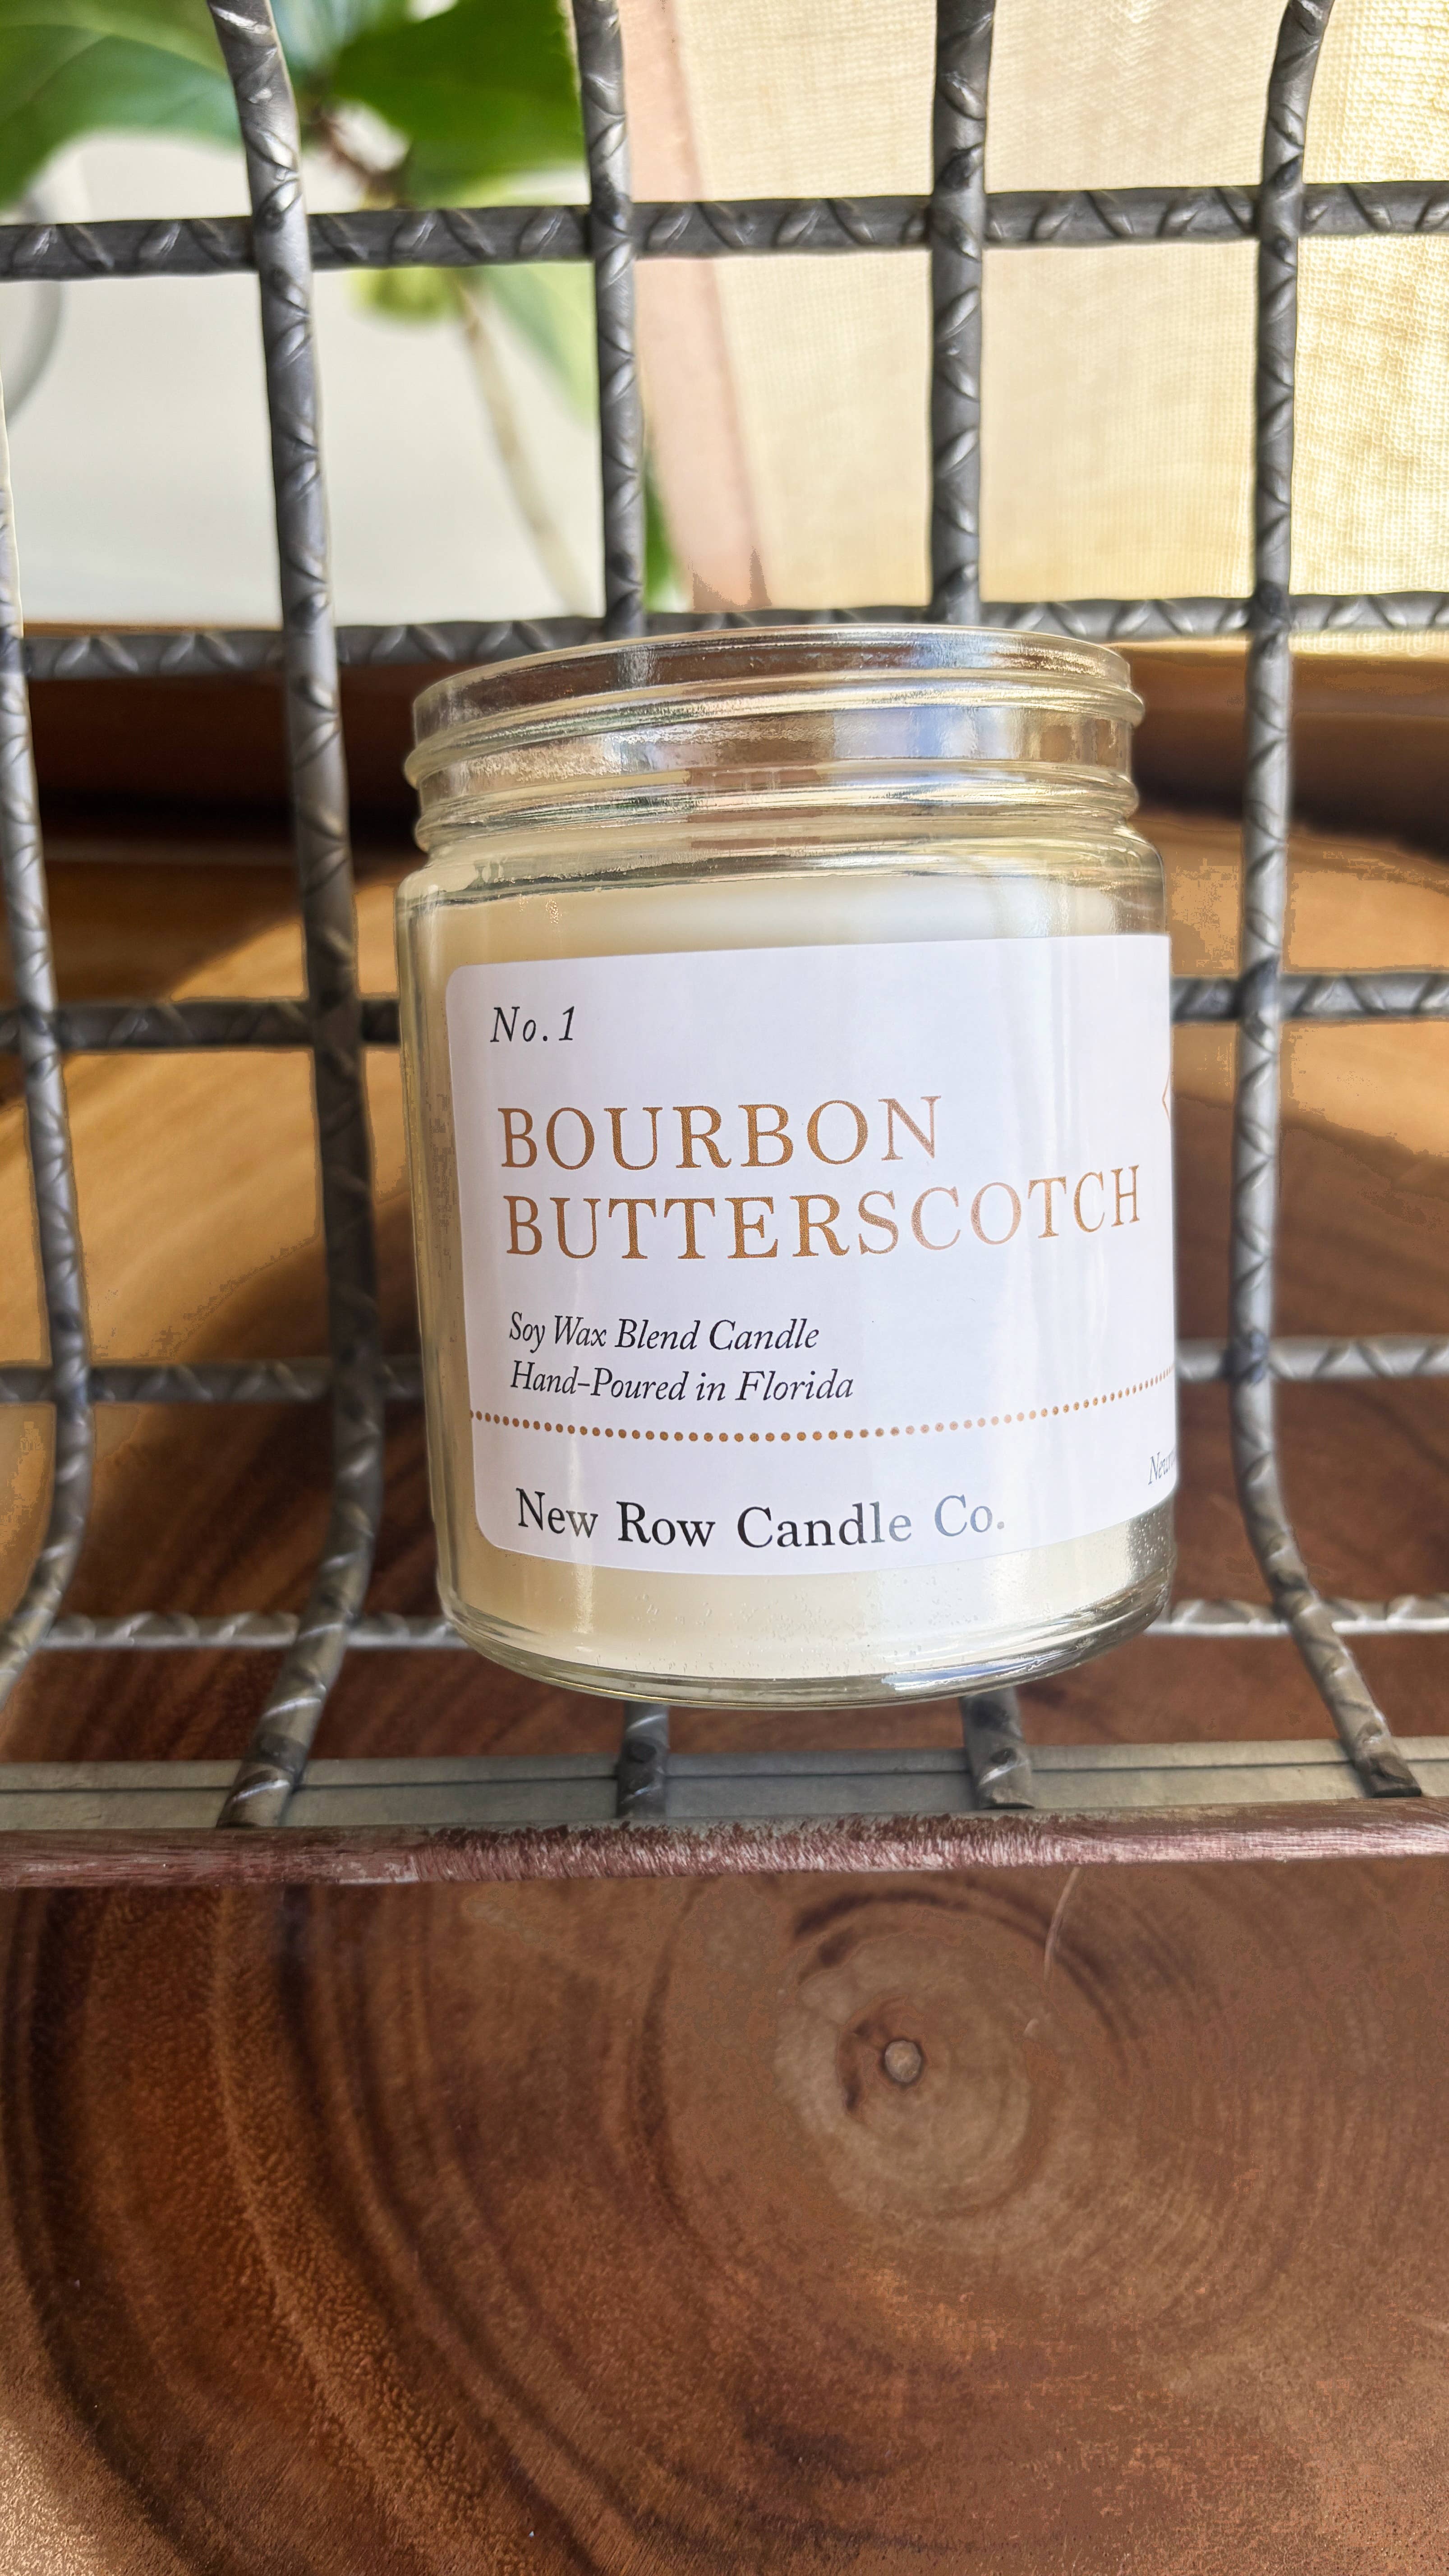 No. 1
BOURBON
BUTTERSCOTCH
Soy Wax Blend Candle
Hand-Poured in Florida
New Row Candle Co.